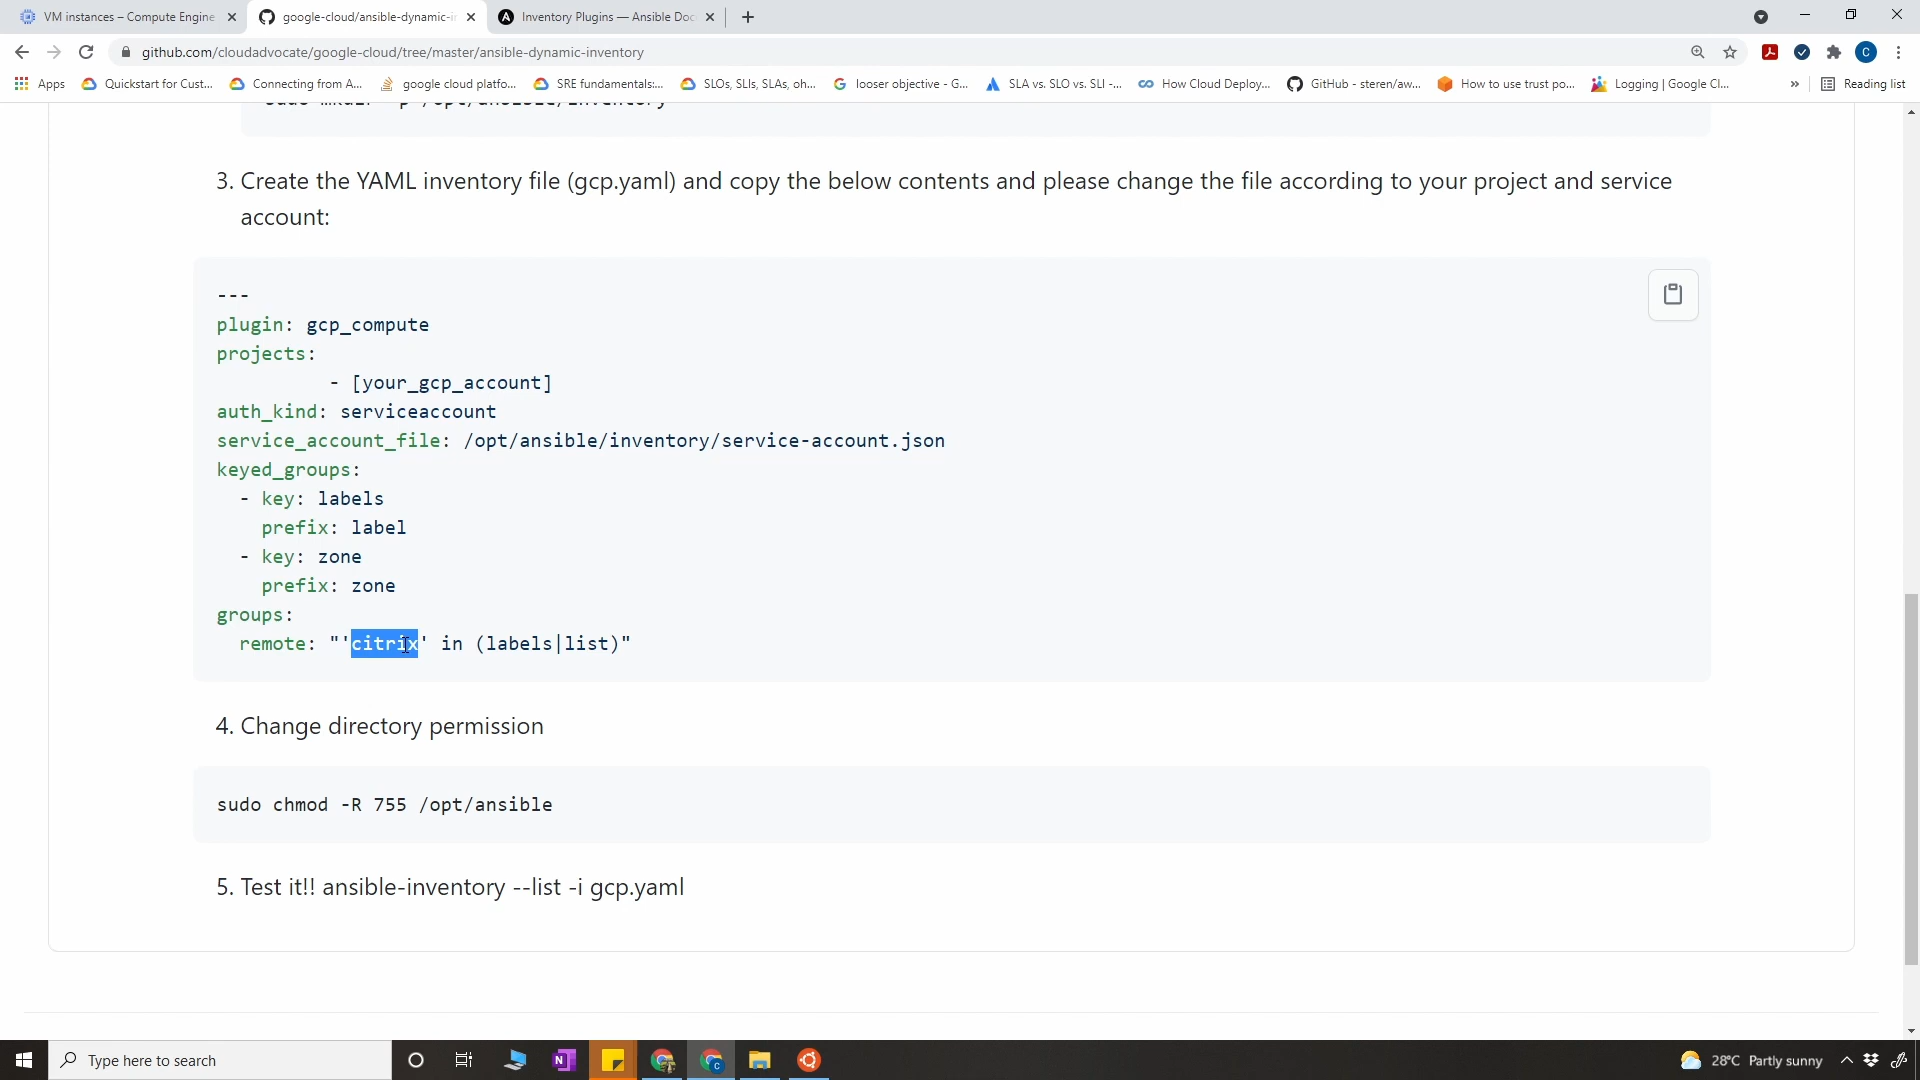 VM instances – Compute Engine
google-cloud/ansible-dynamic-i
Inventory Plugins — Ansible Doc
github.com/cloudadvocate/google-cloud/tree/master/ansible-dynamic-inventory
Apps
Quickstart for Cust...
Connecting from A...
google cloud platfo...
SRE fundamentals:...
SLOs, SLIs, SLAs, oh...
looser objective - G...
SLA vs. SLO vs. SLI -...
How Cloud Deploy...
GitHub - steren/aw...
How to use trust po...
Logging | Google Cl...
»
Reading list
sudo mkdir -p /opt/ansible/inventory
3. Create the YAML inventory file (gcp.yaml) and copy the below contents and please change the file according to your project and service
account:
---
plugin: gcp_compute
projects:
- [your_gcp_account]
auth_kind: serviceaccount
service_account_file: /opt/ansible/inventory/service-account.json
keyed_groups:
- key: labels
prefix: label
- key: zone
prefix: zone
groups:
remote: "'citrix' in (labels|list)"
4. Change directory permission
sudo chmod -R 755 /opt/ansible
5. Test it!! ansible-inventory --list -i gcp.yaml
Type here to search
28°C Partly sunny